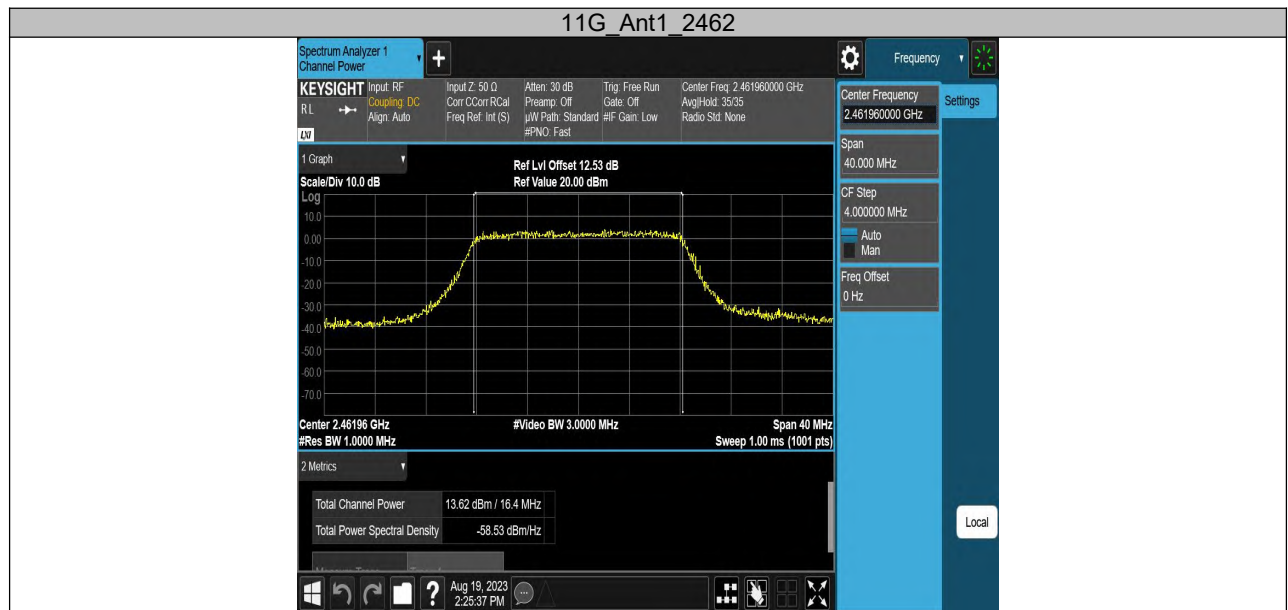 11G_Ant1_2462
Spectrum Analyzer 1
Channel Power
+
Frequency
KEYSIGHT
RL
LXI
Input: RF
Coupling: DC
Align: Auto
Input Z: 50 Ω
Corr CCorr RCal
Freq Ref: Int (S)
Atten: 30 dB
Preamp: Off
µW Path: Standard
#PNO: Fast
Trig: Free Run
Gate: Off
#IF Gain: Low
Center Freq: 2.461960000 GHz
Avg|Hold: 35/35
Radio Std: None
Center Frequency
2.461960000 GHz
Settings
Span
40.000 MHz
CF Step
4.000000 MHz
Auto
Man
Freq Offset
0 Hz
1 Graph
Scale/Div 10.0 dB
Ref Lvl Offset 12.53 dB
Ref Value 20.00 dBm
Log
10.0
0.00
-10.0
-20.0
-30.0
-40.0
-50.0
-60.0
-70.0
Center 2.46196 GHz
#Video BW 3.0000 MHz
Span 40 MHz
#Res BW 1.0000 MHz
Sweep 1.00 ms (1001 pts)
2 Metrics
Total Channel Power 13.62 dBm / 16.4 MHz
Total Power Spectral Density -58.53 dBm/Hz
Local
?
Aug 19, 2023
2:25:37 PM